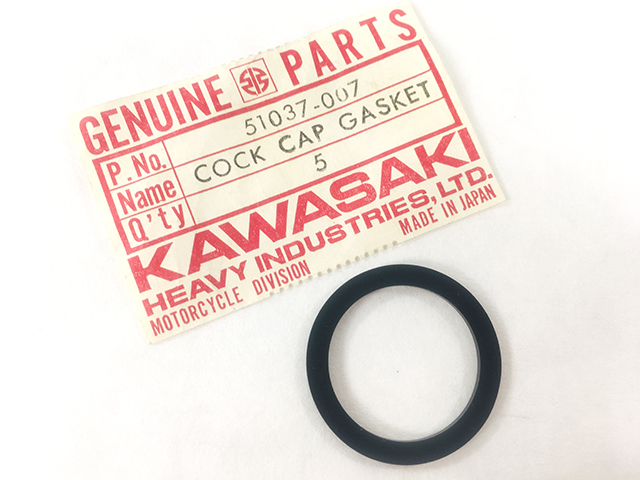 GENUINE PARTS
P.No. 51037-007
Name COCK CAP GASKET
Q'ty 5
KAWASAKI
HEAVY INDUSTRIES, LTD.
MOTORCYCLE DIVISION MADE IN JAPAN